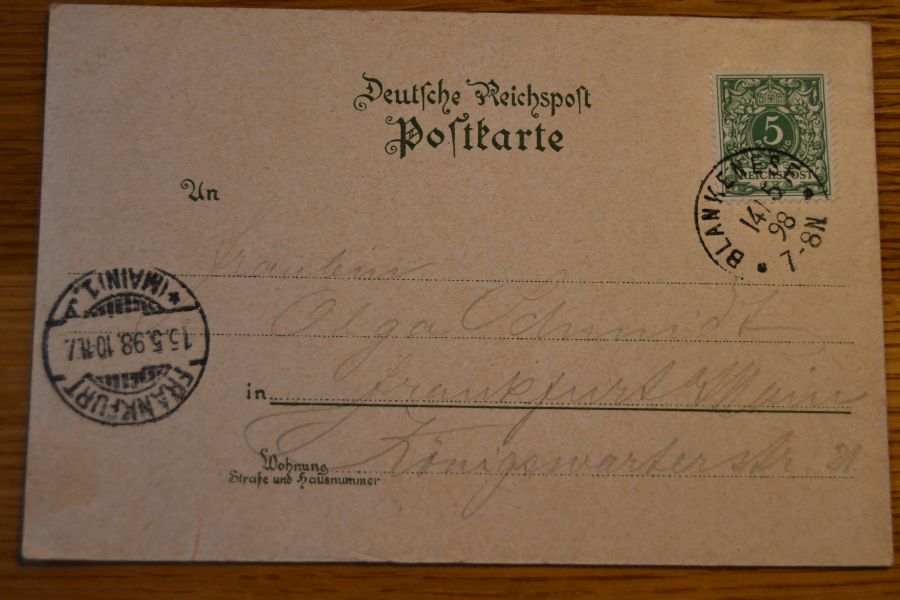 Deutsche Reichspost
Postkarte
5
REICHSPOST
BLANKENESE
14/5
98
7-8N
An
Fräulein
Olga Schmidt
in Frankfurt a/Main
Königswarterstr
Wohnung
Straße und Hausnummer
FRANKFURT
15.5.98.10-11.V.
*(MAIN)1.